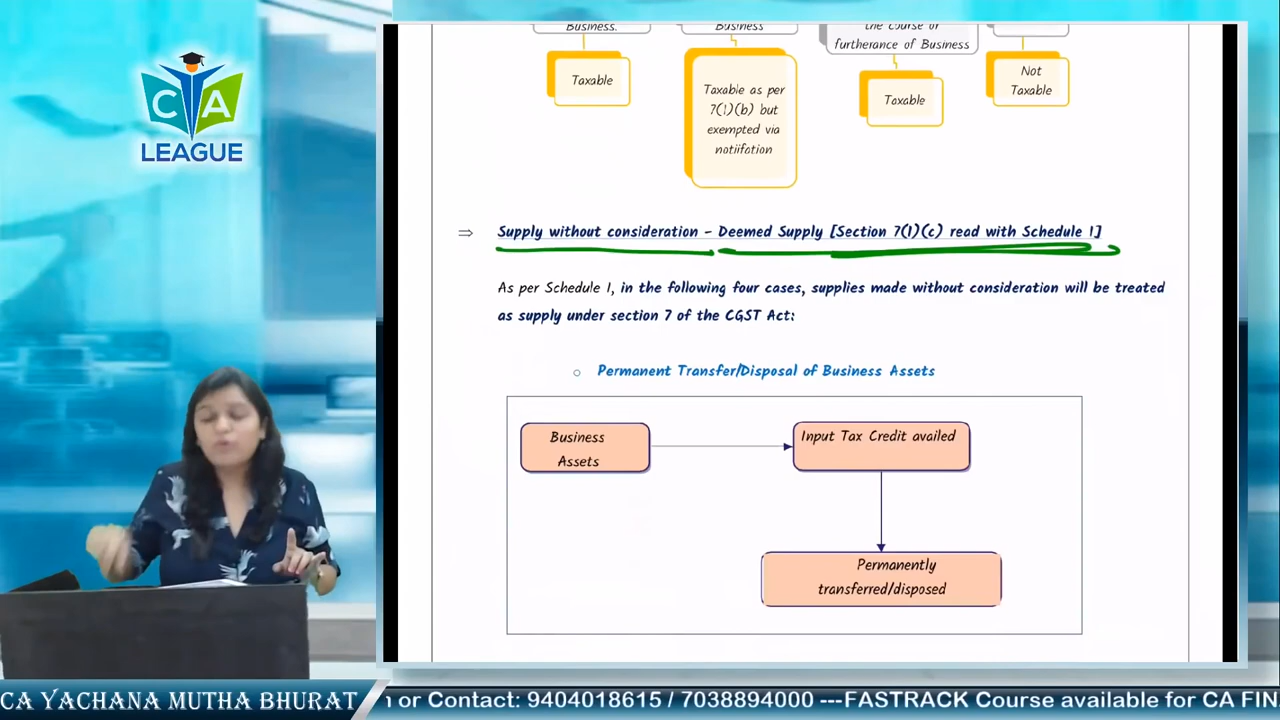 Business.
Business
the course or
furtherance of Business
Taxable
Taxable as per
7(1)(b) but
exempted via
notiifation
Taxable
Not
Taxable
C A
LEAGUE
⇒ Supply without consideration – Deemed Supply [Section 7(1)(c) read with Schedule 1]
As per Schedule 1, in the following four cases, supplies made without consideration will be treated
as supply under section 7 of the CGST Act:
○ Permanent Transfer/Disposal of Business Assets
Business
Assets
Input Tax Credit availed
Permanently
transferred/disposed
CA YACHANA MUTHA BHURAT
n or Contact: 9404018615 / 7038894000 ---FASTRACK Course available for CA FIN